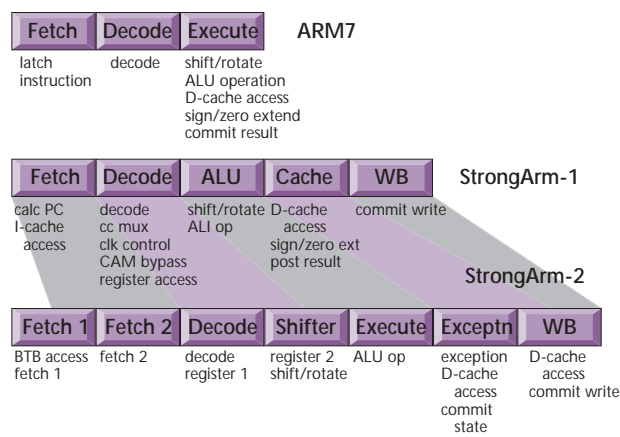 Fetch Decode Execute ARM7
latch
instruction
decode
shift/rotate
ALU operation
D-cache access
sign/zero extend
commit result
Fetch Decode ALU Cache WB StrongArm-1
calc PC
I-cache
access
decode
cc mux
clk control
CAM bypass
register access
shift/rotate
ALI op
D-cache
access
sign/zero ext
post result
commit write
StrongArm-2
Fetch 1 Fetch 2 Decode Shifter Execute Exceptn WB
BTB access
fetch 1
fetch 2
decode
register 1
register 2
shift/rotate
ALU op
exception
D-cache
access
commit
state
D-cache
access
commit write